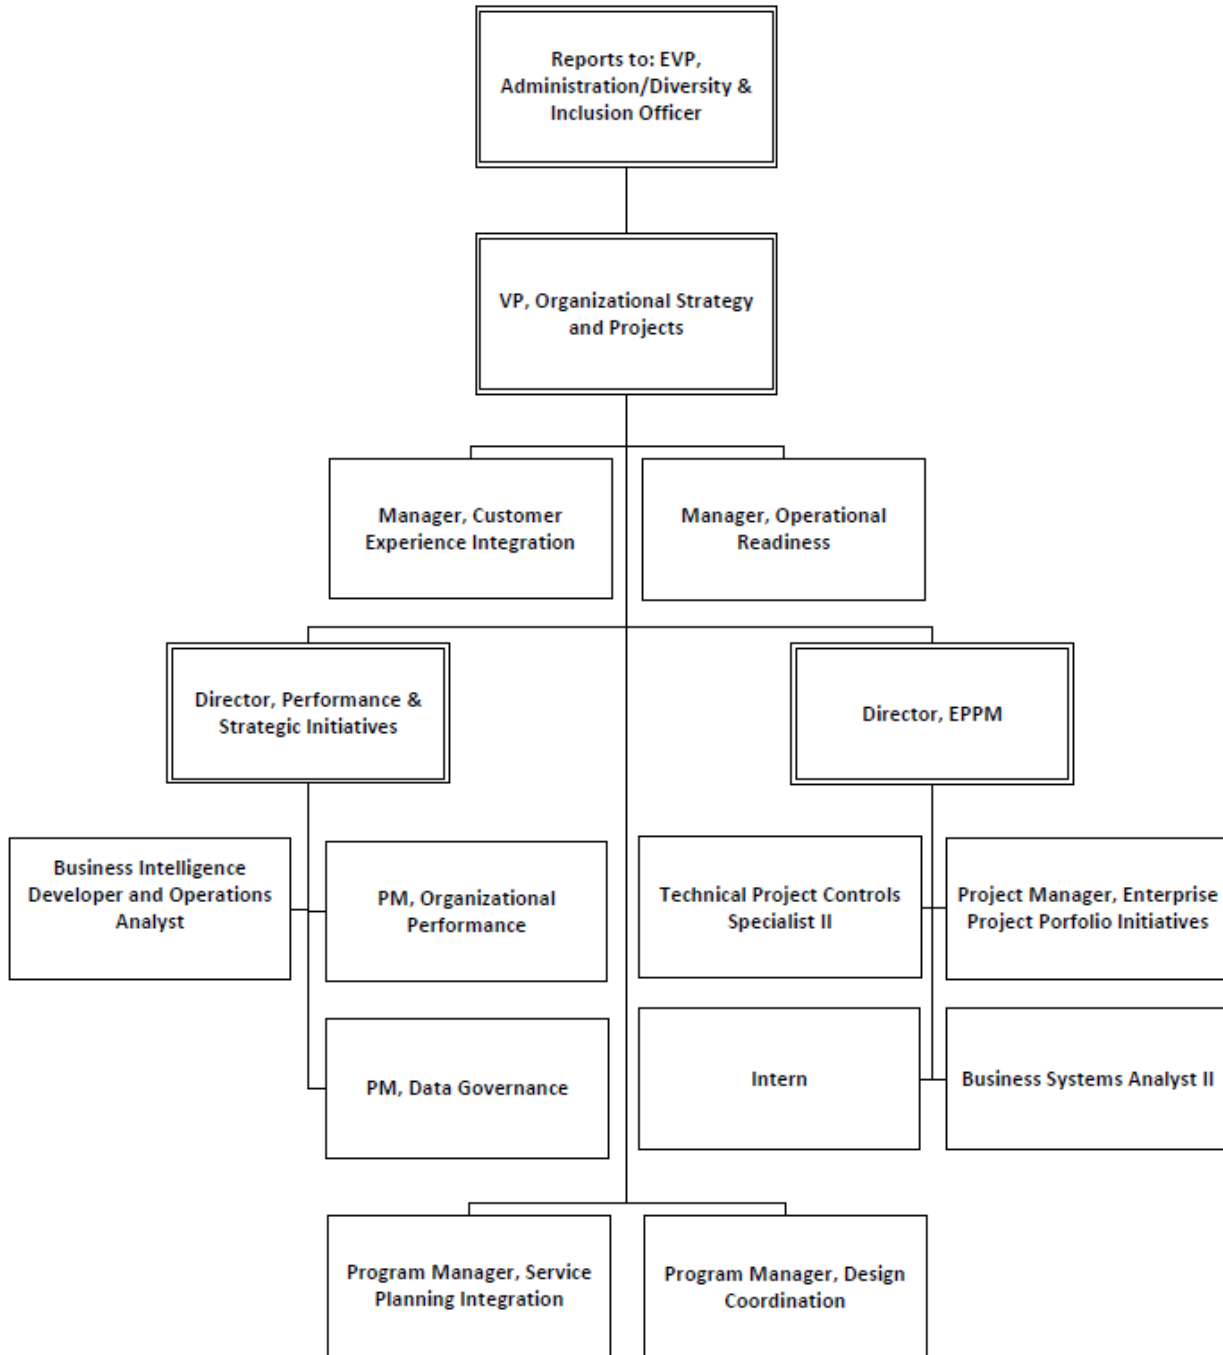 Reports to: EVP,
Administration/Diversity &
Inclusion Officer
VP, Organizational Strategy
and Projects
Manager, Customer
Experience Integration
Manager, Operational
Readiness
Director, Performance &
Strategic Initiatives
Director, EPPM
Business Intelligence
Developer and Operations
Analyst
PM, Organizational
Performance
Technical Project Controls
Specialist II
Project Manager, Enterprise
Project Porfolio Initiatives
PM, Data Governance
Intern
Business Systems Analyst II
Program Manager, Service
Planning Integration
Program Manager, Design
Coordination